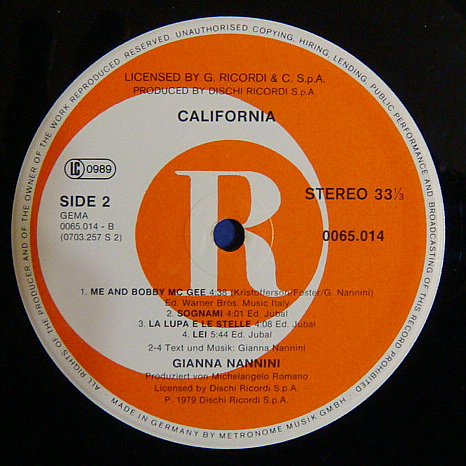 ALL RIGHTS OF THE PRODUCER AND OF THE OWNER OF THE WORK REPRODUCED RESERVED. UNAUTHORISED COPYING, HIRING, LENDING, PUBLIC PERFORMANCE AND BROADCASTING OF THIS RECORD PROHIBITED.
LICENSED BY G. RICORDI & C. S.p.A.
PRODUCED BY DISCHI RICORDI S.p.A.
CALIFORNIA
LC 0989
R
SIDE 2
STEREO 33⅓
GEMA
0065.014 - B
0065.014
(0703.257 S 2)
1. ME AND BOBBY MC GEE 4:38 (Kristofferson/Foster/G. Nannini)
Ed. Warner Bros. Music Italy
2. SOGNAMI 4:01 Ed. Jubal
3. LA LUPA E LE STELLE 4:08 Ed. Jubal
4. LEI 5:44 Ed. Jubal
2-4 Text und Musik: Gianna Nannini
GIANNA NANNINI
Produziert von Michelangelo Romano
Licensed by Dischi Ricordi S.p.A.
P 1979 Dischi Ricordi S.p.A.
MADE IN GERMANY BY METRONOME MUSIK GMBH